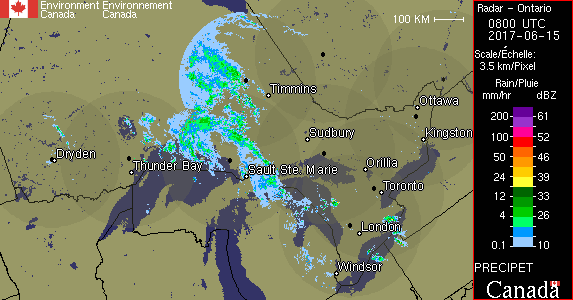 Environment Environnement
Canada Canada
100 KM
Timmins
Ottawa
Sudbury
Kingston
Dryden
Thunder Bay
Sault Ste. Marie
Orillia
Toronto
London
Windsor
Radar - Ontario
0800 UTC
2017-06-15
Scale/Échelle:
3.5 km/Pixel
Rain/Pluie
mm/hr dBZ
200 61
100 52
50 46
24 39
12 33
4 26
0.1 10
PRECIPET
Canada